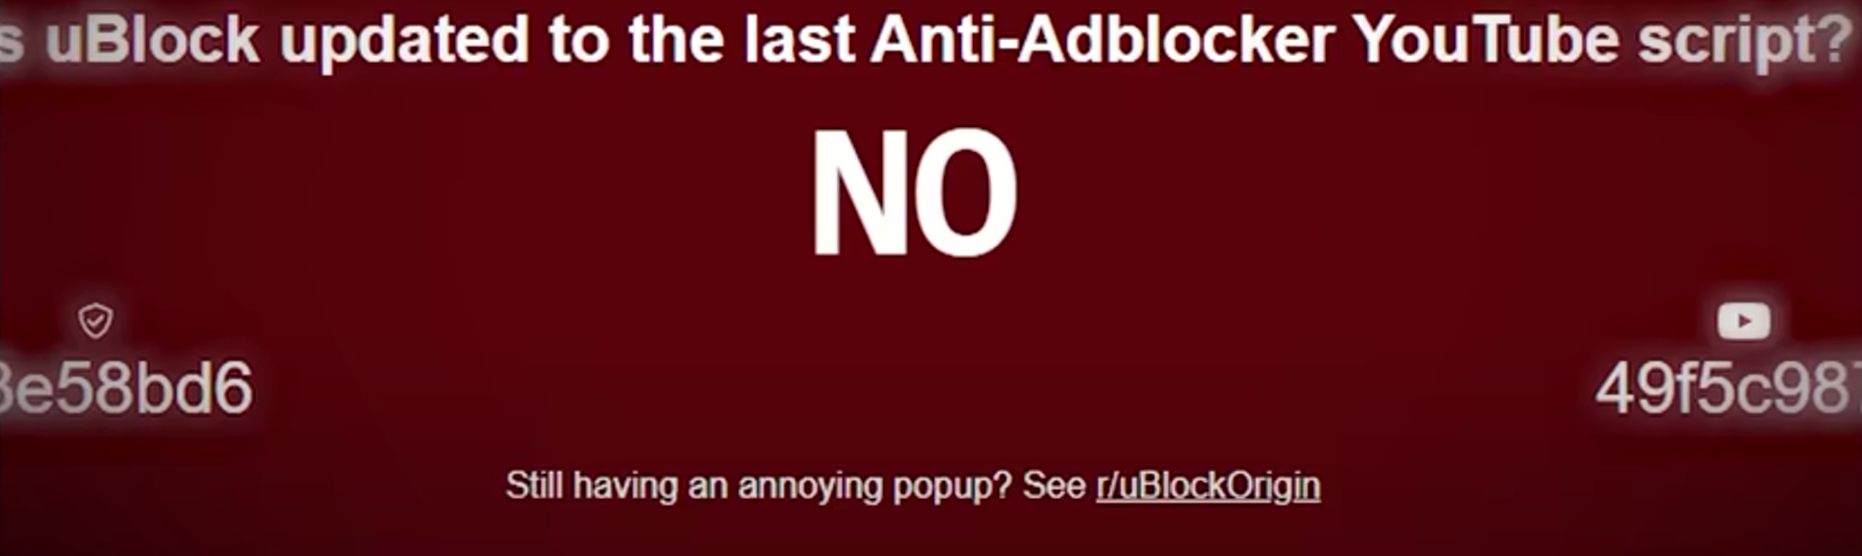 s uBlock updated to the last Anti-Adblocker YouTube script?
NO
3e58bd6
49f5c987
Still having an annoying popup? See r/uBlockOrigin